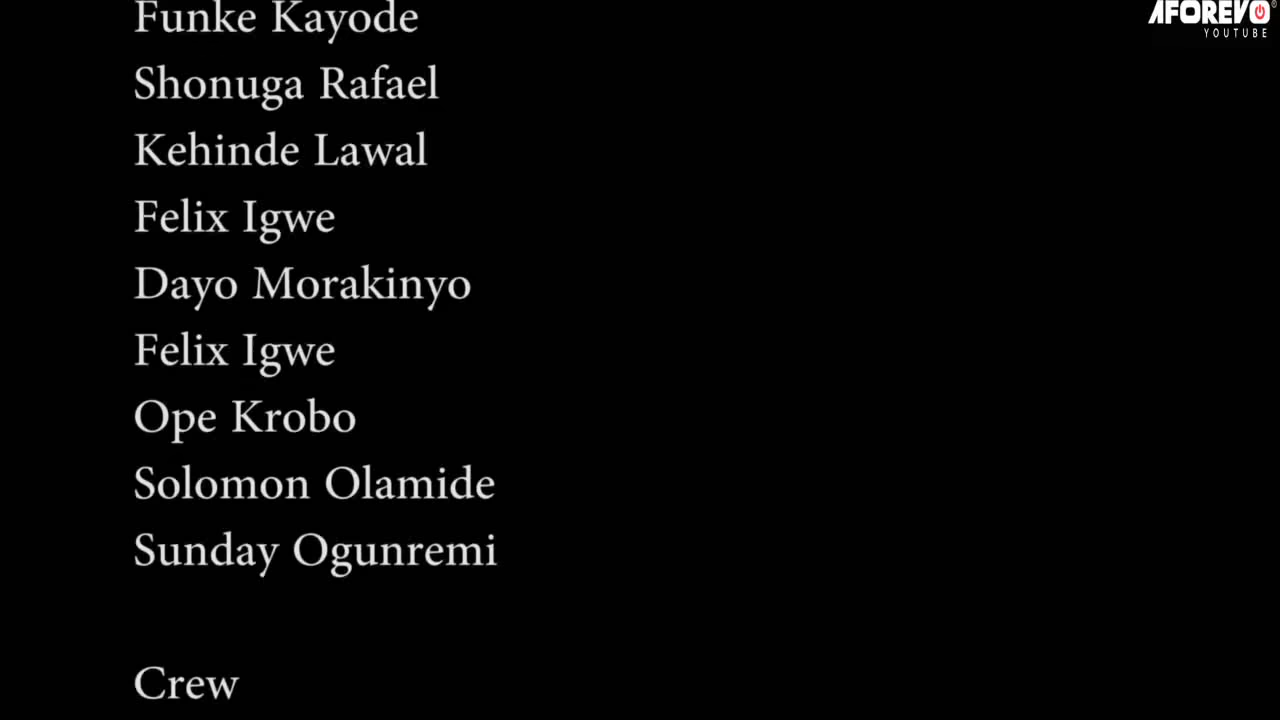 Funke Kayode
AFOREVO
YOUTUBE
Shonuga Rafael
Kehinde Lawal
Felix Igwe
Dayo Morakinyo
Felix Igwe
Ope Krobo
Solomon Olamide
Sunday Ogunremi
Crew